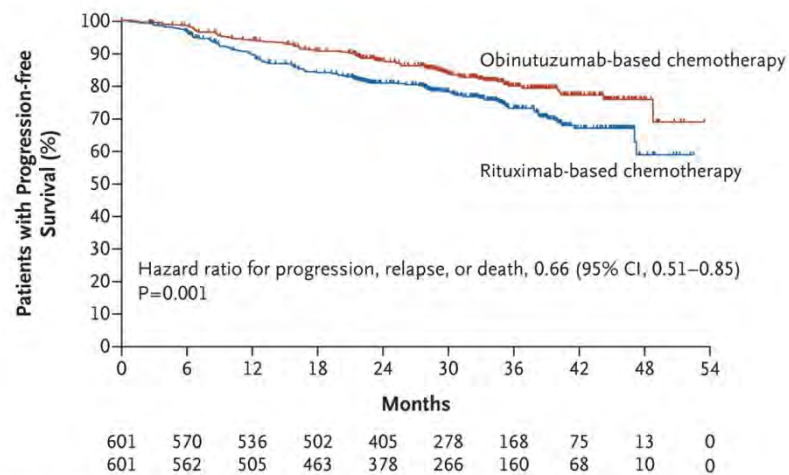 Patients with Progression-free
Survival (%)
100
90
80
70
60
50
40
30
20
10
0
Obinutuzumab-based chemotherapy
Rituximab-based chemotherapy
Hazard ratio for progression, relapse, or death, 0.66 (95% CI, 0.51–0.85)
P=0.001
0 6 12 18 24 30 36 42 48 54
Months
601 570 536 502 405 278 168 75 13 0
601 562 505 463 378 266 160 68 10 0